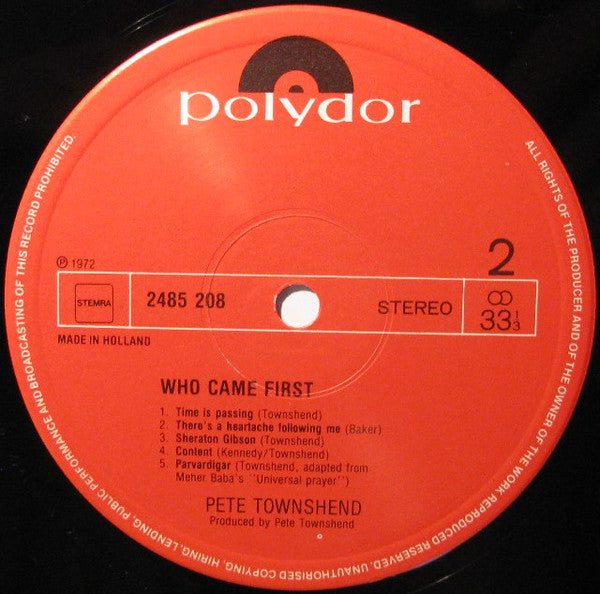 polydor
2
℗ 1972
STEMRA
2485 208
STEREO
33 1/3
MADE IN HOLLAND
WHO CAME FIRST
1. Time is passing (Townshend)
2. There's a heartache following me (Baker)
3. Sheraton Gibson (Townshend)
4. Content (Kennedy/Townshend)
5. Parvardigar (Townshend, adapted from
Meher Baba's "Universal prayer")
PETE TOWNSHEND
Produced by Pete Townshend
ALL RIGHTS OF THE PRODUCER AND OF THE OWNER OF THE WORK REPRODUCED RESERVED. UNAUTHORISED COPYING, HIRING, LENDING, PUBLIC PERFORMANCE AND BROADCASTING OF THIS RECORD PROHIBITED.